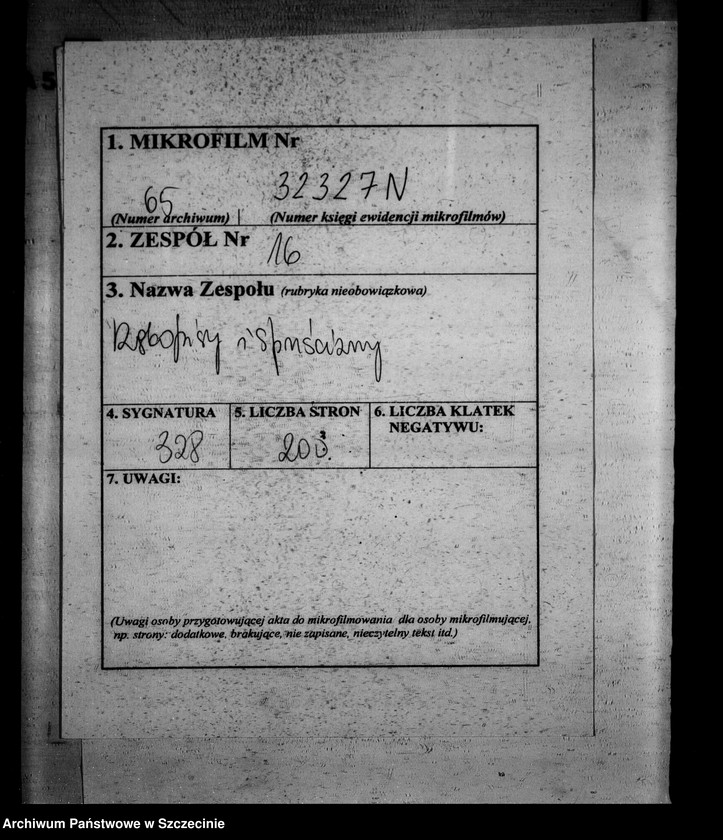 1. MIKROFILM Nr
65 32327N
(Numer archiwum) | (Numer księgi ewidencji mikrofilmów)
2. ZESPÓŁ Nr 16
3. Nazwa Zespołu (rubryka nieobowiązkowa)
Rękopisy i Spuścizny
4. SYGNATURA 5. LICZBA STRON 6. LICZBA KLATEK
NEGATYWU:
328
7. UWAGI:
(Uwagi osoby przygotowującej akta do mikrofilmowania dla osoby mikrofilmującej,
np. strony: dodatkowe, brakujące, nie zapisane, nieczytelny tekst itd.)
Archiwum Państwowe w Szczecinie